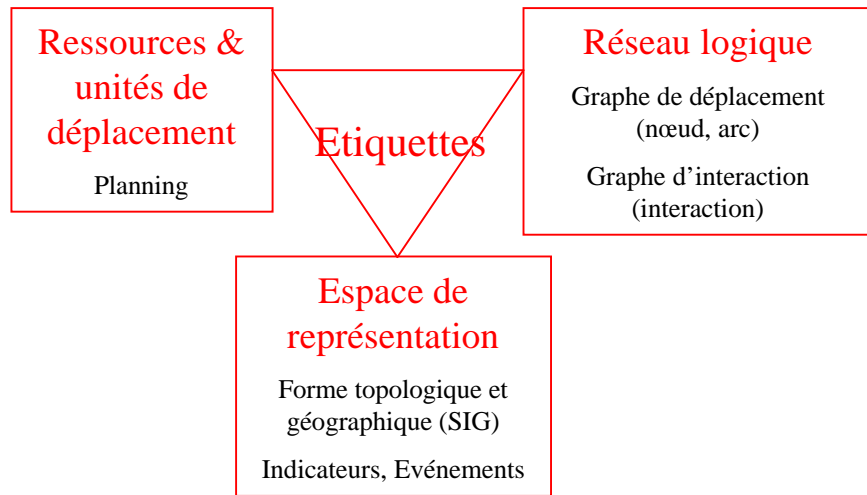 Ressources &
unités de
déplacement
Planning
Etiquettes
Réseau logique
Graphe de déplacement
(nœud, arc)
Graphe d’interaction
(interaction)
Espace de
représentation
Forme topologique et
géographique (SIG)
Indicateurs, Evénements